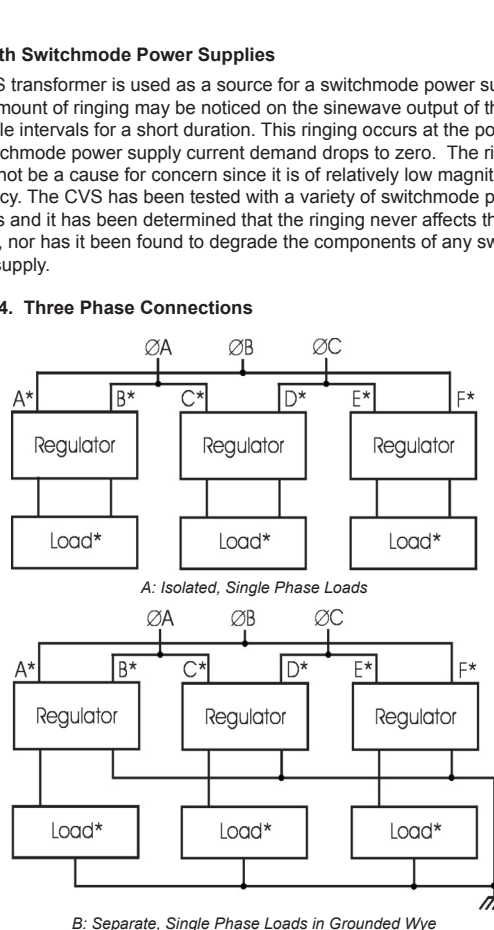 th Switchmode Power Supplies
S transformer is used as a source for a switchmode power su
mount of ringing may be noticed on the sinewave output of th
le intervals for a short duration. This ringing occurs at the po
tchmode power supply current demand drops to zero. The ri
not be a cause for concern since it is of relatively low magnit
cy. The CVS has been tested with a variety of switchmode p
s and it has been determined that the ringing never affects th
, nor has it been found to degrade the components of any sw
supply.
4. Three Phase Connections
ØA ØB ØC
A* B* C* D* E* F*
Regulator Regulator Regulator
Load* Load* Load*
A: Isolated, Single Phase Loads
ØA ØB ØC
A* B* C* D* E* F*
Regulator Regulator Regulator
Load* Load* Load*
B: Separate, Single Phase Loads in Grounded Wye